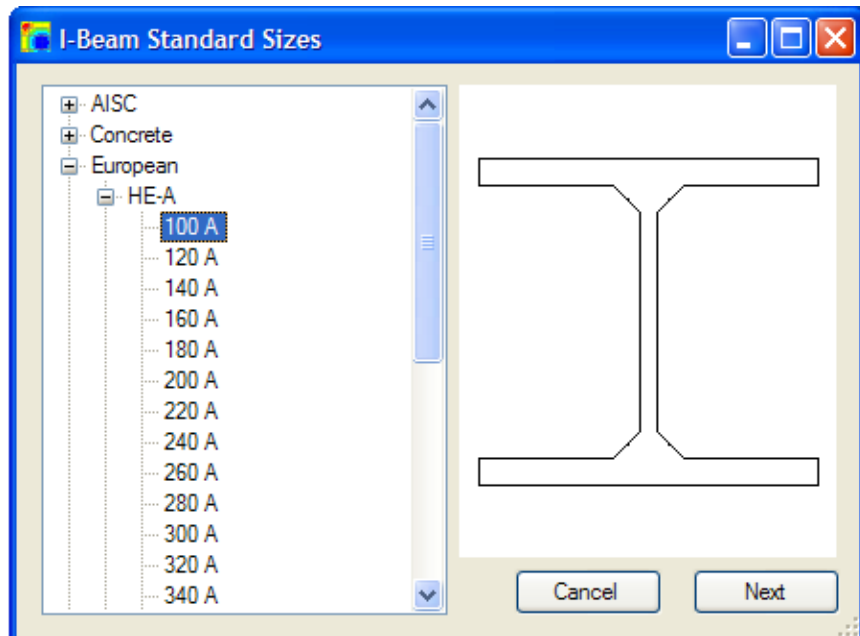 I-Beam Standard Sizes
AISC
Concrete
European
HE-A
100 A
120 A
140 A
160 A
180 A
200 A
220 A
240 A
260 A
280 A
300 A
320 A
340 A
Cancel
Next